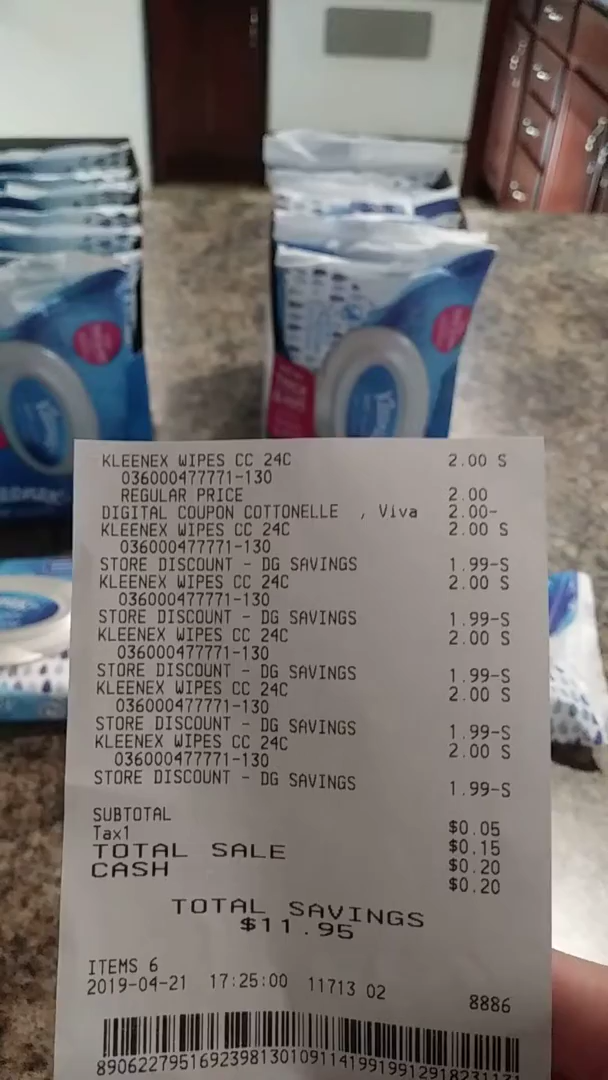 KLEENEX WIPES CC 24C 2.00 S
036000477771-130
REGULAR PRICE 2.00
DIGITAL COUPON COTTONELLE , Viva 2.00-
KLEENEX WIPES CC 24C 2.00 S
036000477771-130
STORE DISCOUNT - DG SAVINGS 1.99-S
KLEENEX WIPES CC 24C 2.00 S
036000477771-130
STORE DISCOUNT - DG SAVINGS 1.99-S
KLEENEX WIPES CC 24C 2.00 S
036000477771-130
STORE DISCOUNT - DG SAVINGS 1.99-S
KLEENEX WIPES CC 24C 2.00 S
036000477771-130
STORE DISCOUNT - DG SAVINGS 1.99-S
KLEENEX WIPES CC 24C 2.00 S
036000477771-130
STORE DISCOUNT - DG SAVINGS 1.99-S
SUBTOTAL $0.05
Tax1 $0.15
TOTAL SALE $0.20
CASH $0.20
TOTAL SAVINGS
$11.95
ITEMS 6
2019-04-21 17:25:00 11713 02 8886